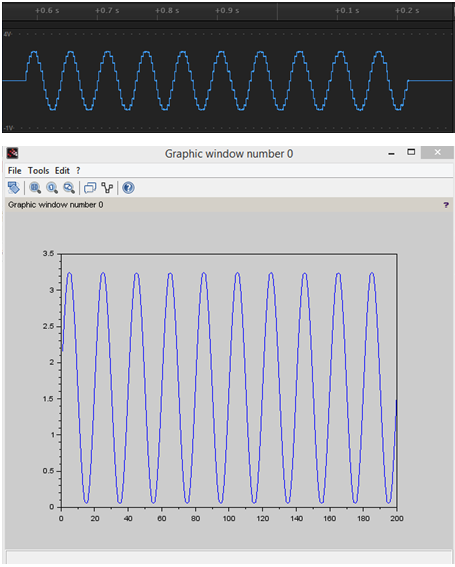 +0.6 s +0.7 s +0.8 s +0.9 s +0.1 s +0.2 s
4V
-1V
Graphic window number 0
File Tools Edit ?
Graphic window number 0 ?
3.5
3
2.5
2
1.5
1
0.5
0
0 20 40 60 80 100 120 140 160 180 200